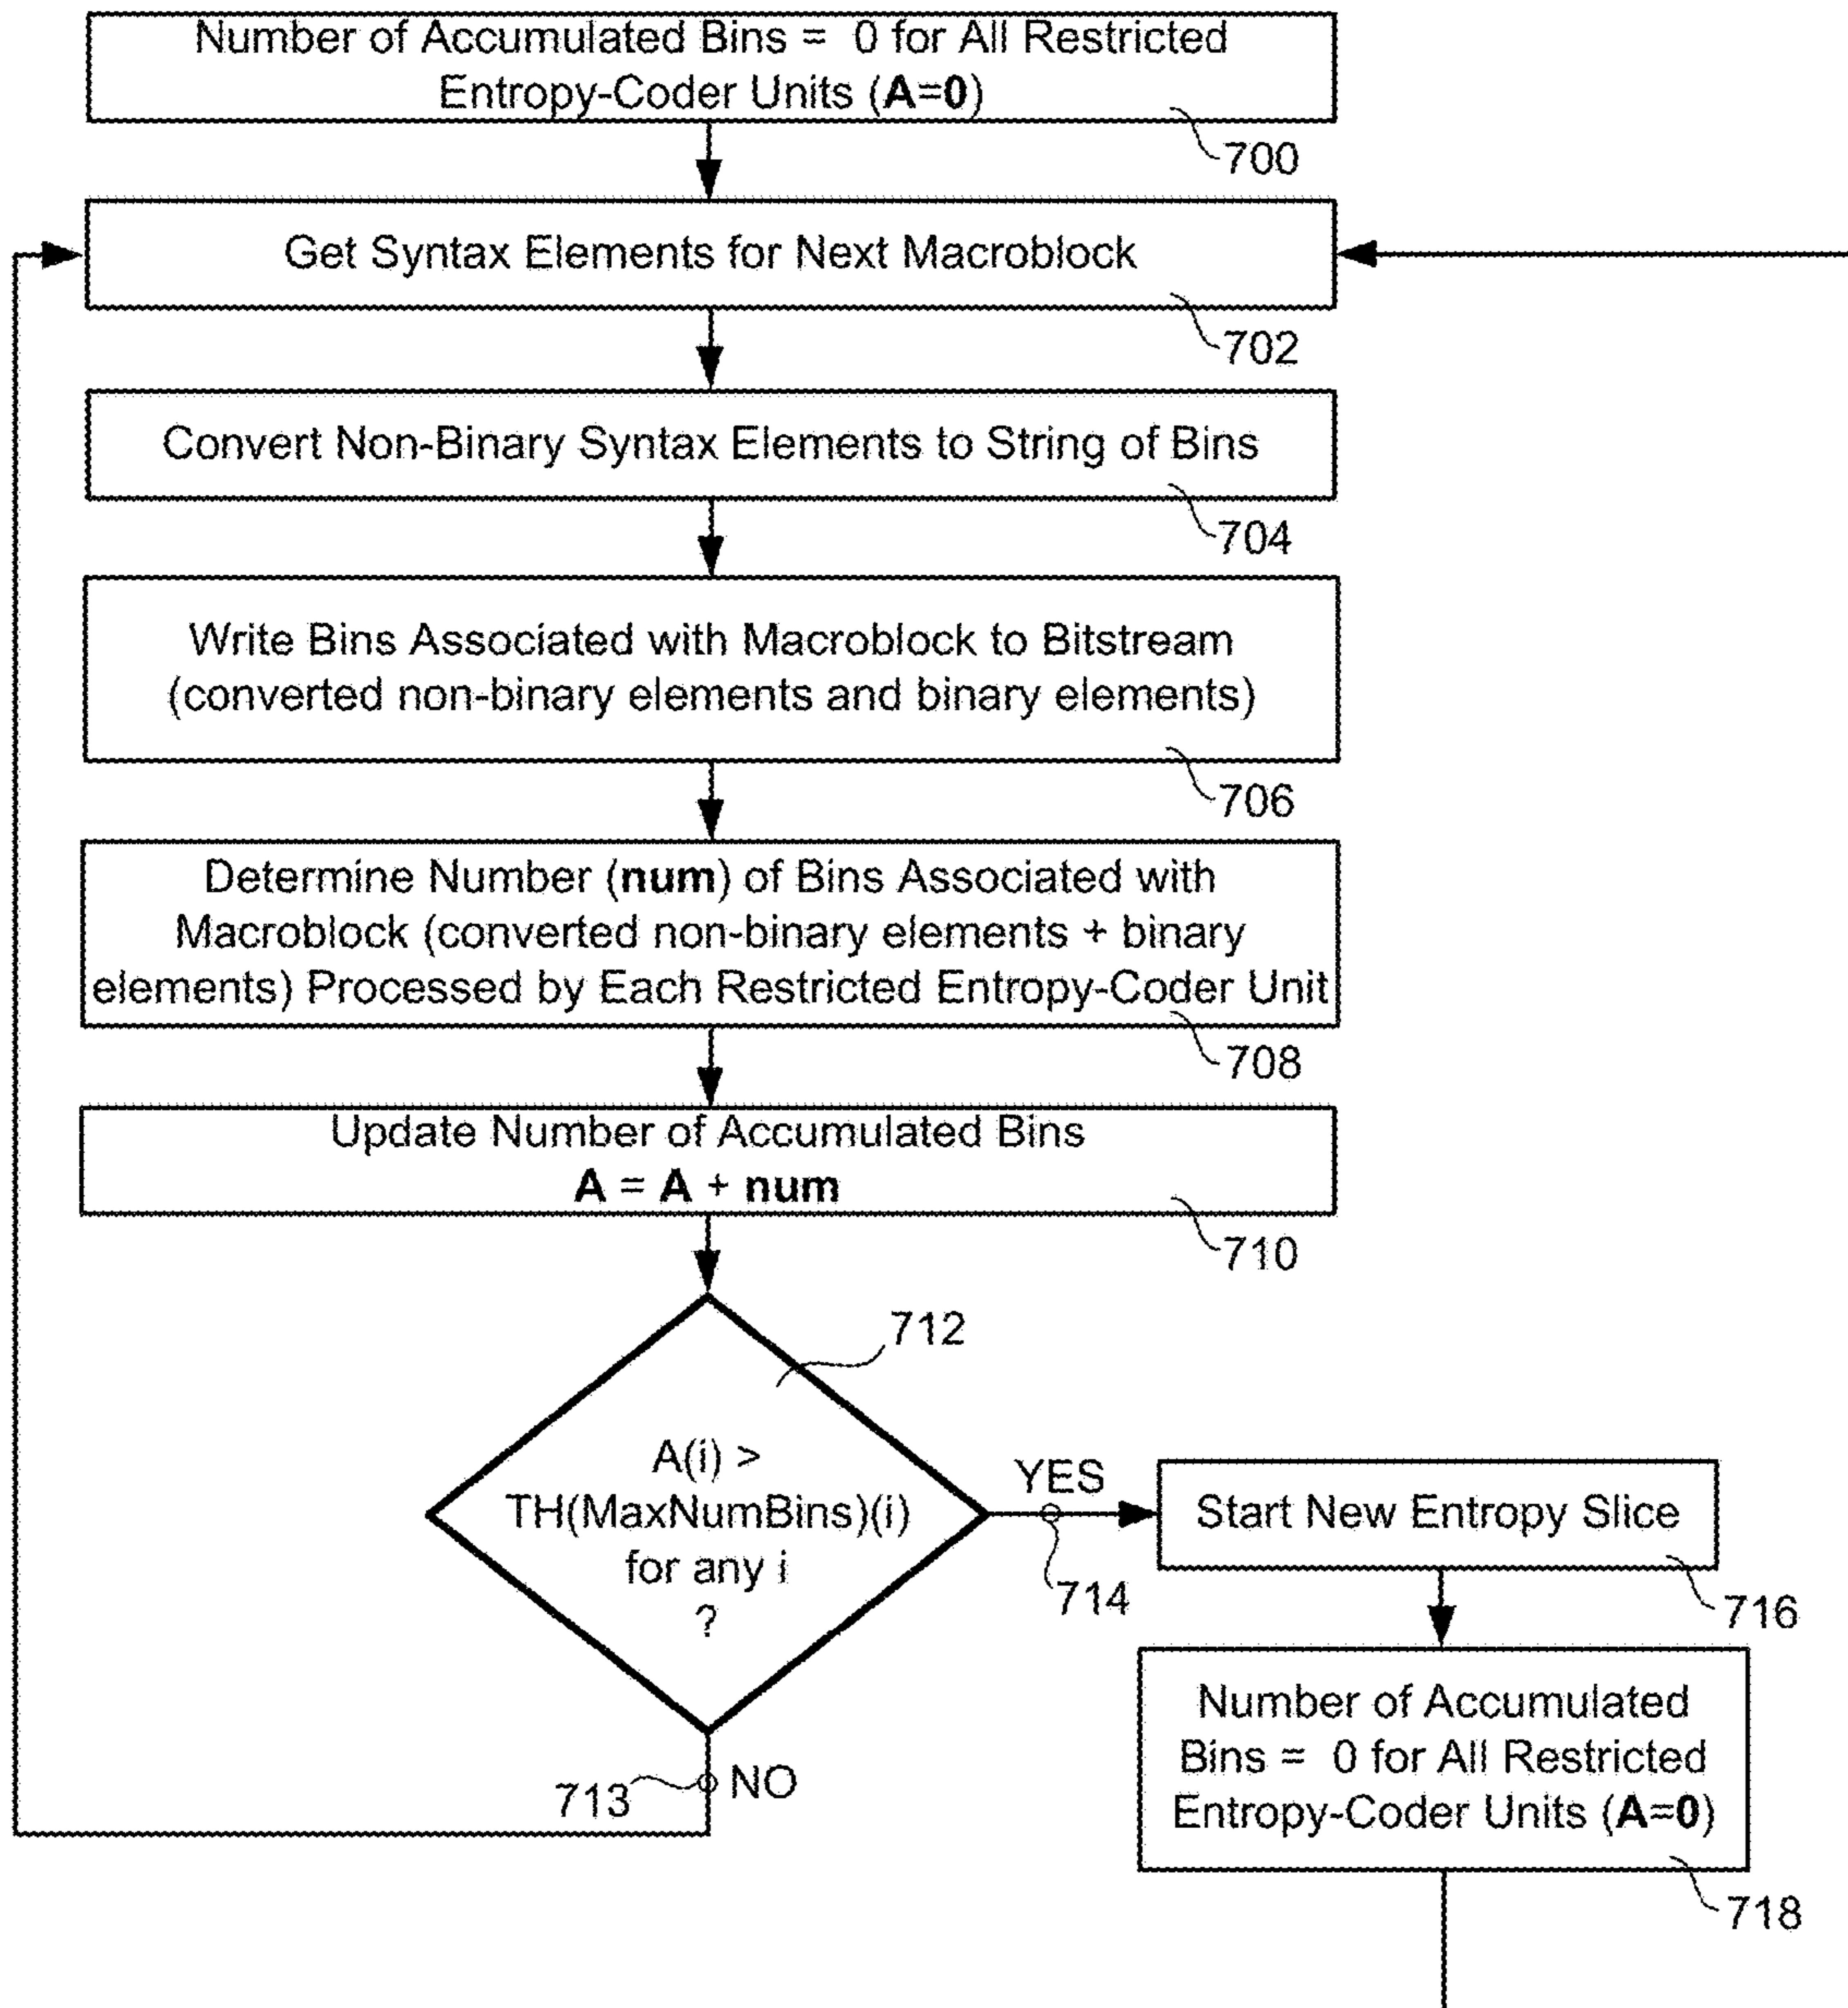 Number of Accumulated Bins = 0 for All Restricted
Entropy-Coder Units (A=0)
700
Get Syntax Elements for Next Macroblock
702
Convert Non-Binary Syntax Elements to String of Bins
704
Write Bins Associated with Macroblock to Bitstream
(converted non-binary elements and binary elements)
706
Determine Number (num) of Bins Associated with
Macroblock (converted non-binary elements + binary
elements) Processed by Each Restricted Entropy-Coder Unit
708
Update Number of Accumulated Bins
A = A + num
710
712
A(i) >
TH(MaxNumBins)(i)
for any i
?
YES
714
Start New Entropy Slice
716
Number of Accumulated
Bins = 0 for All Restricted
Entropy-Coder Units (A=0)
718
713
NO